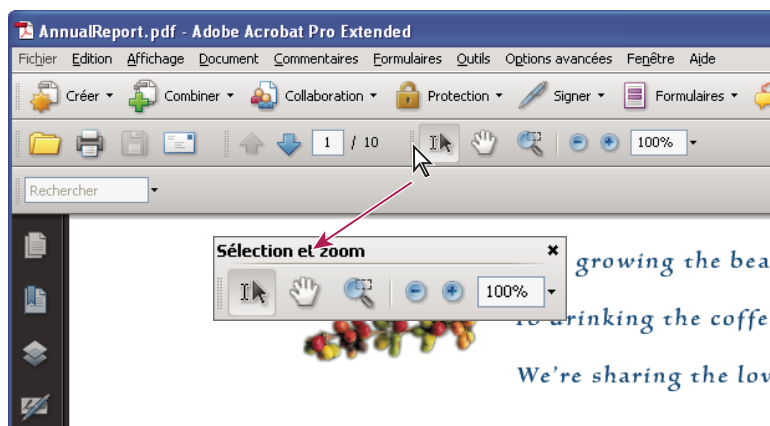 AnnualReport.pdf - Adobe Acrobat Pro Extended
Fichier Edition Affichage Document Commentaires Formulaires Outils Options avancées Fenêtre Aide
Créer Combiner Collaboration Protection Signer Formulaires
1 / 10 100%
Rechercher
Sélection et zoom
100%
growing the bea
To drinking the coffe
We're sharing the lov